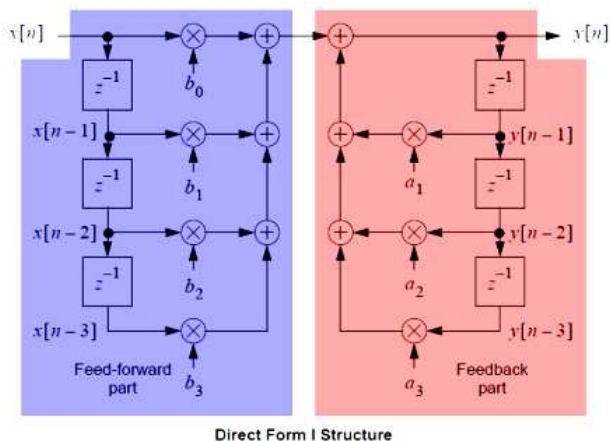 x[n]
y[n]
z⁻¹
b₀
z⁻¹
x[n − 1]
y[n − 1]
z⁻¹
b₁
a₁
z⁻¹
x[n − 2]
y[n − 2]
z⁻¹
b₂
a₂
z⁻¹
x[n − 3]
y[n − 3]
Feed-forward part
b₃
a₃
Feedback part
Direct Form I Structure